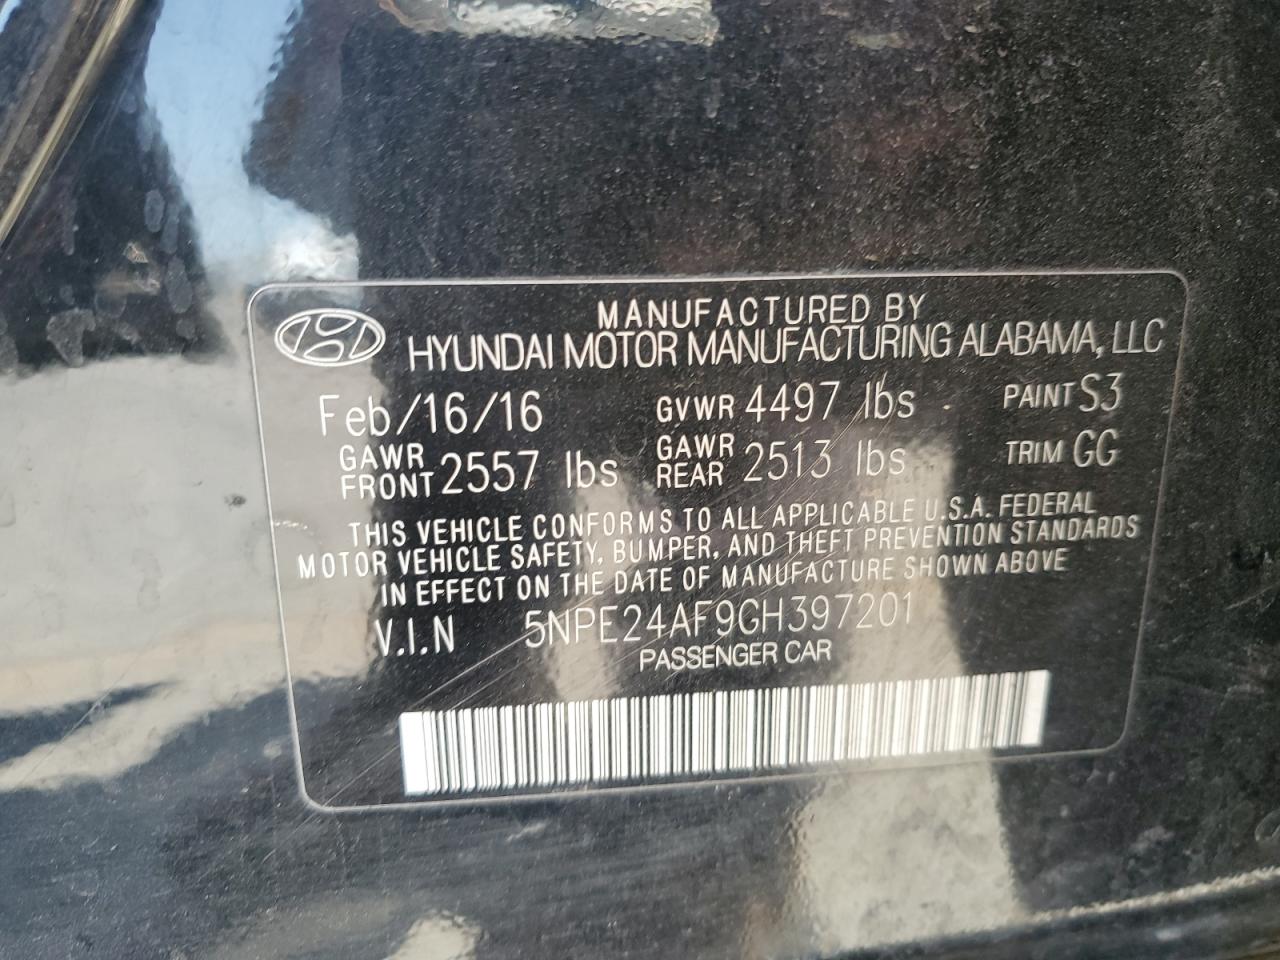 MANUFACTURED BY
HYUNDAI MOTOR MANUFACTURING ALABAMA, LLC
Feb/16/16 GVWR 4497 lbs PAINT S3
GAWR FRONT 2557 lbs GAWR REAR 2513 lbs TRIM GG
THIS VEHICLE CONFORMS TO ALL APPLICABLE U.S.A. FEDERAL
MOTOR VEHICLE SAFETY, BUMPER, AND THEFT PREVENTION STANDARDS
IN EFFECT ON THE DATE OF MANUFACTURE SHOWN ABOVE
V.I.N 5NPE24AF9GH397201
PASSENGER CAR